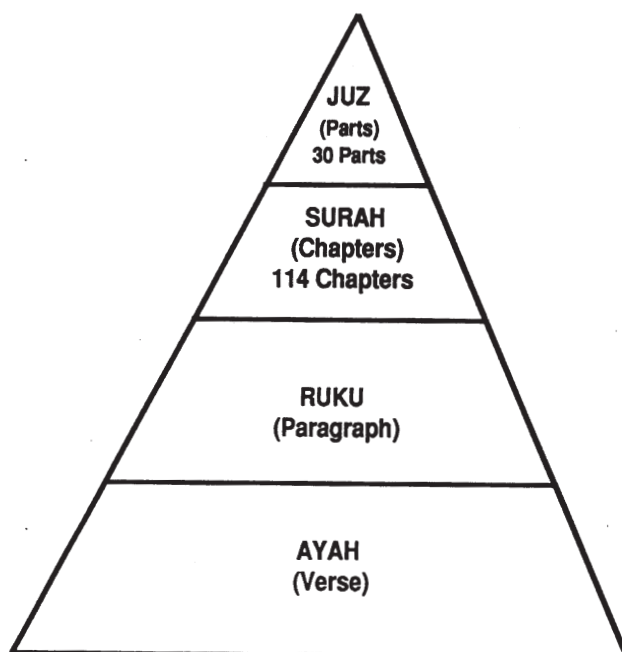 JUZ
(Parts)
30 Parts
SURAH
(Chapters)
114 Chapters
RUKU
(Paragraph)
AYAH
(Verse)